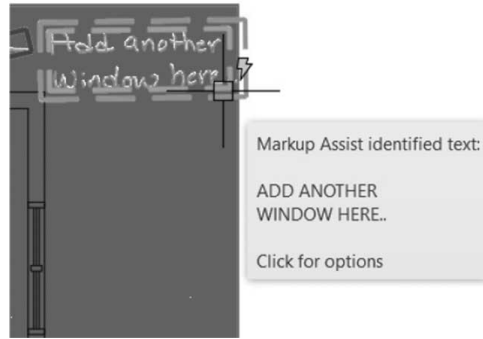 Add another
window here
Markup Assist identified text:
ADD ANOTHER
WINDOW HERE..
Click for options